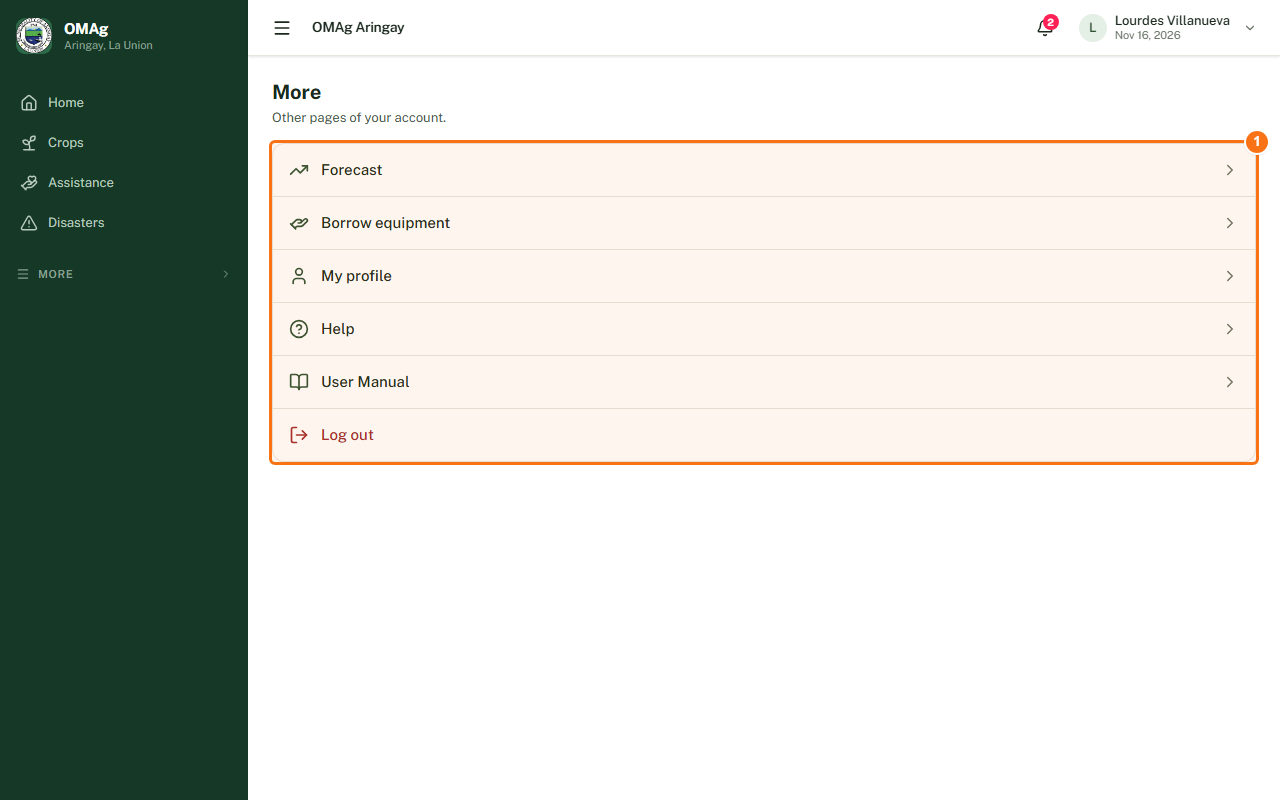 OMAg
Aringay, La Union
Home
Crops
Assistance
Disasters
MORE
OMAg Aringay
2
L
Lourdes Villanueva
Nov 16, 2026
More
Other pages of your account.
1
Forecast
Borrow equipment
My profile
Help
User Manual
Log out